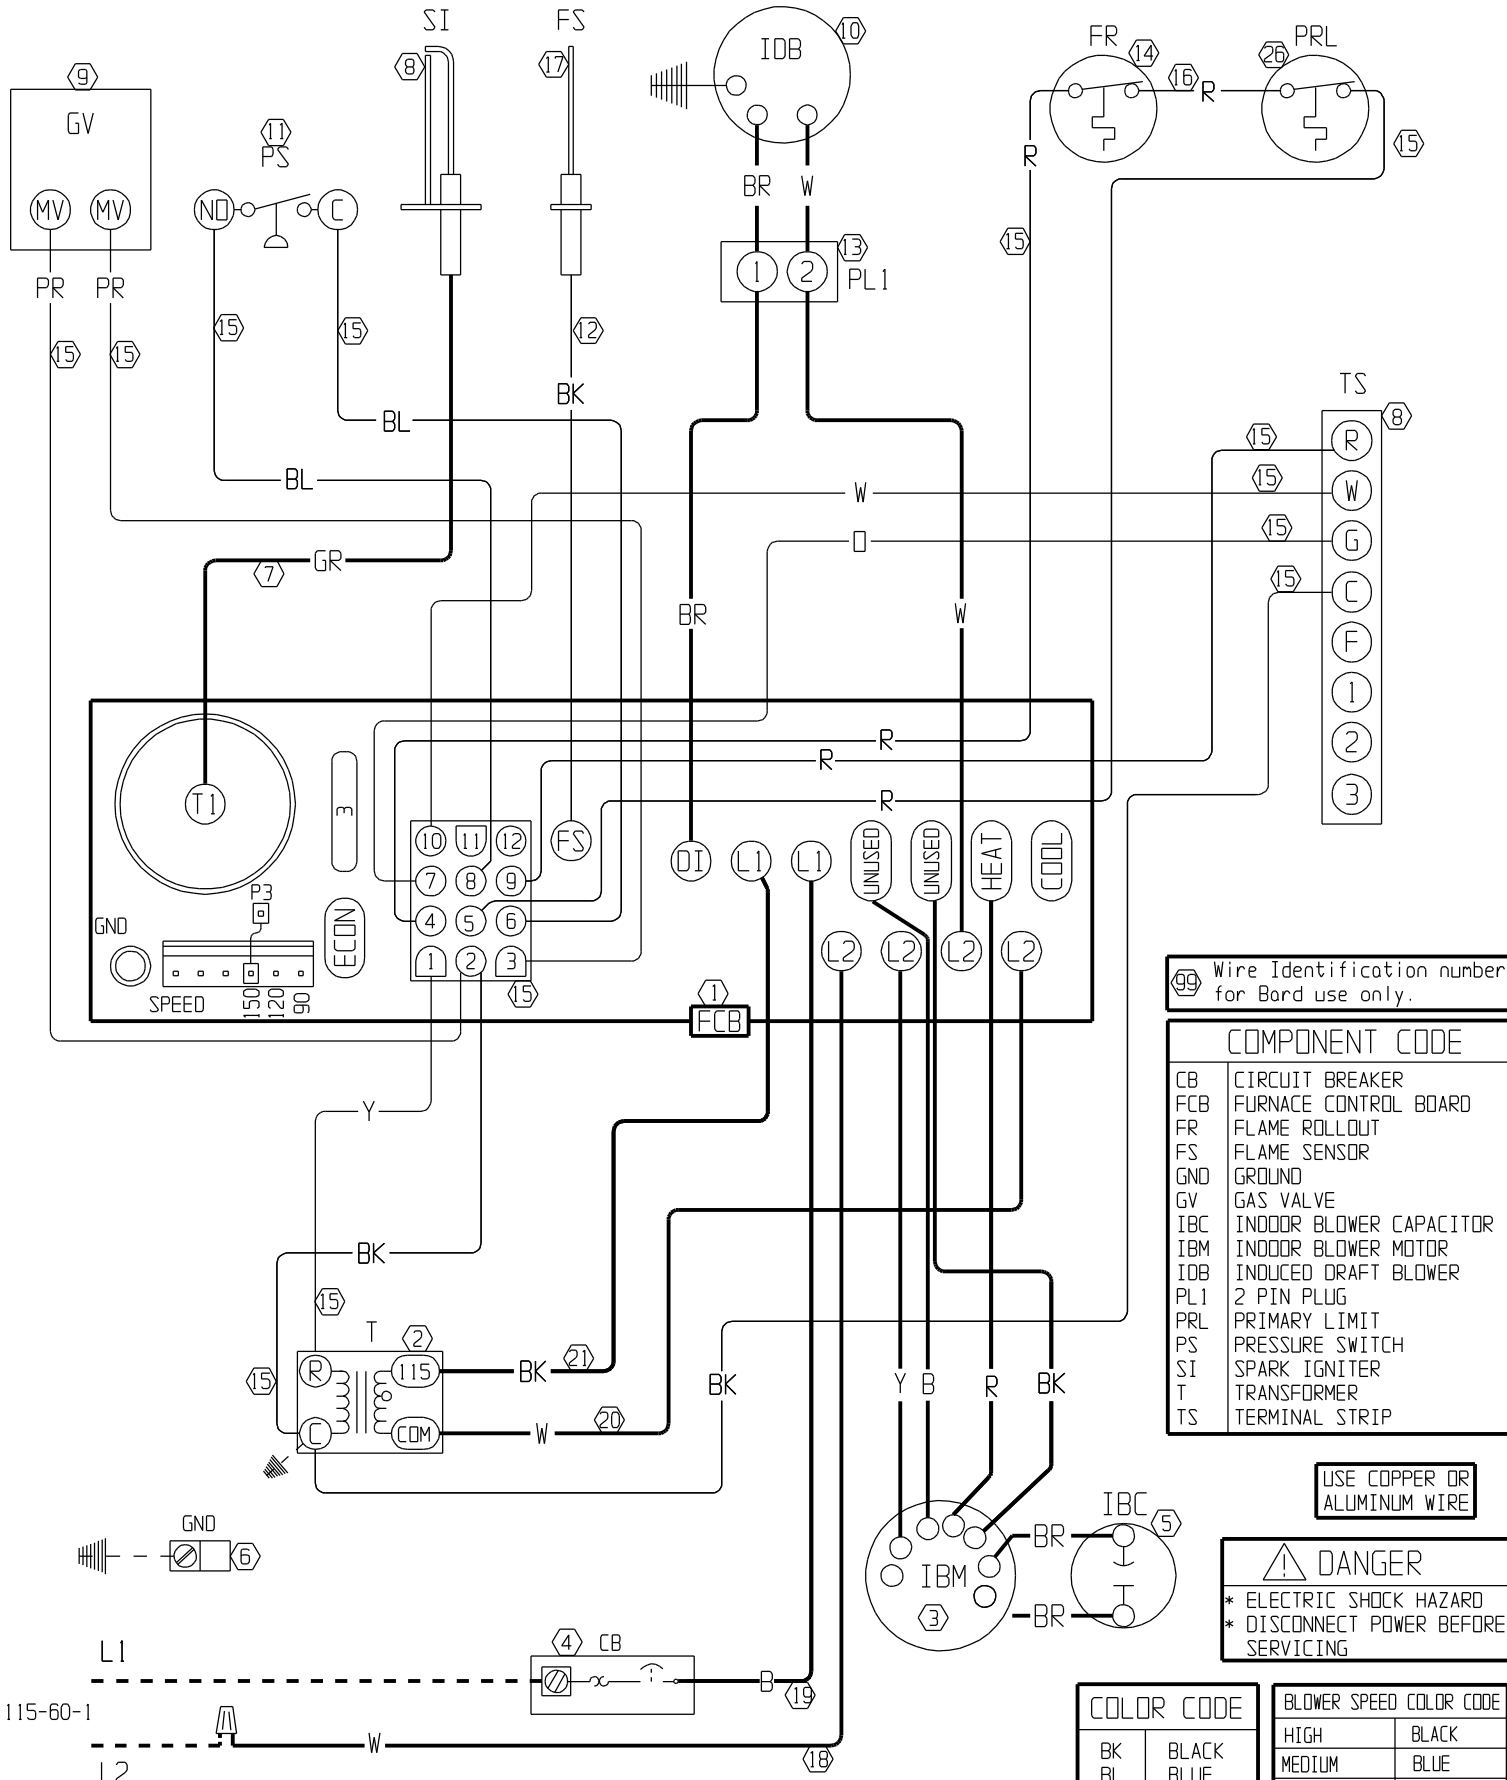 SI
FS
8
17
IDB
10
FR
14
16
R
26
PRL
9
GV
11
PS
15
R
BR
W
MV
MV
NO
C
1
2
13
PL1
15
PR
PR
15
15
15
15
12
BK
TS
8
BL
BL
15
R
15
W
W
15
O
G
15
C
GR
7
BR
W
F
1
2
3
R
R
R
T1
3
10
11
12
FS
OI
L1
L1
UNUSED
UNUSED
HEAT
COOL
7
8
9
P3
4
5
6
GND
ECON
1
2
3
L2
L2
L2
L2
SPEED
150
120
90
15
1
FCB
99 Wire Identification number
for Bard use only.
COMPONENT CODE
CB CIRCUIT BREAKER
FCB FURNACE CONTROL BOARD
FR FLAME ROLLOUT
FS FLAME SENSOR
GND GROUND
GV GAS VALVE
IBC INDOOR BLOWER CAPACITOR
IBM INDOOR BLOWER MOTOR
IDB INDUCED DRAFT BLOWER
PL1 2 PIN PLUG
PRL PRIMARY LIMIT
PS PRESSURE SWITCH
SI SPARK IGNITER
T TRANSFORMER
TS TERMINAL STRIP
Y
BK
15
T
2
R
115
BK
21
15
C
COM
W
20
BK
Y
B
R
BK
USE COPPER OR
ALUMINUM WIRE
GND
6
IBM
3
BR
BR
IBC
5
DANGER
* ELECTRIC SHOCK HAZARD
* DISCONNECT POWER BEFORE
SERVICING
L1
4
CB
B
19
115-60-1
W
18
L2
COLOR CODE
BK BLACK
BL BLUE
BLOWER SPEED COLOR CODE
HIGH BLACK
MEDIUM BLUE